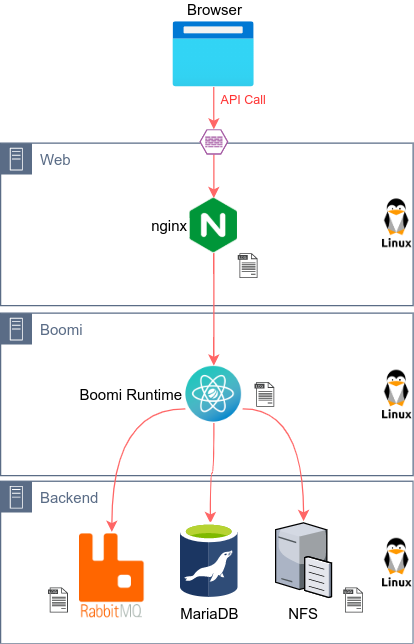 Browser
API Call
Web
nginx
Linux
Boomi
Boomi Runtime
Linux
Backend
Linux
RabbitMQ
MariaDB
NFS